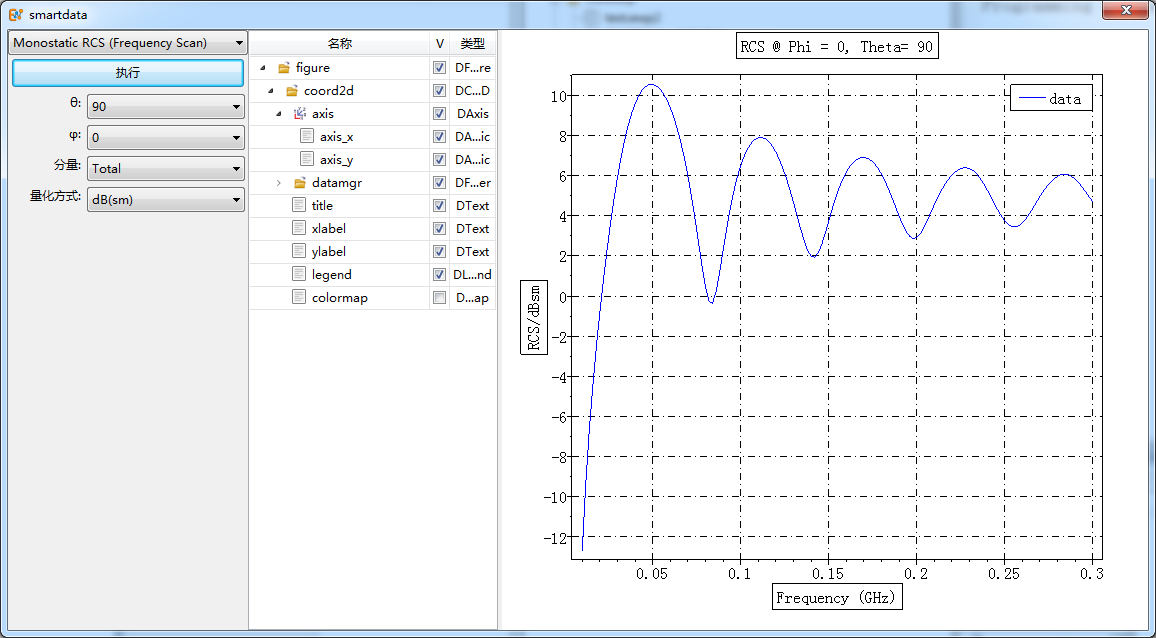 smartdata
Monostatic RCS (Frequency Scan)
执行
θ: 90
φ: 0
分量: Total
量化方式: dB(sm)
名称 V 类型
figure DF...re
coord2d DC...D
axis DAxis
axis_x DA...ic
axis_y DA...ic
datamgr DF...er
title DText
xlabel DText
ylabel DText
legend DL...nd
colormap D...ap
RCS @ Phi = 0, Theta= 90
data
10
8
6
4
2
0
-2
-4
-6
-8
-10
-12
RCS/dBsm
0.05 0.1 0.15 0.2 0.25 0.3
Frequency (GHz)